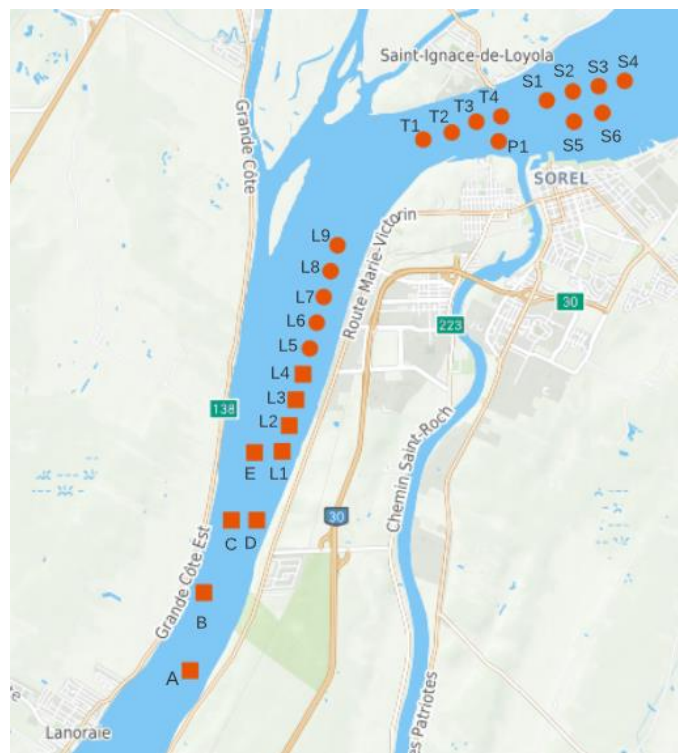 Saint-Ignace-de-Loyola
S4
S3
S2
S1
T4
T3
T2
T1
S6
S5
P1
Grande Côte
SOREL
Route Marie-Victorin
L9
L8
L7
30
L6
223
L5
L4
L3
138
L2
Chemin Saint-Roch
E
L1
30
C
D
Grande Côte Est
B
A
Lanoraie
es Patriotes